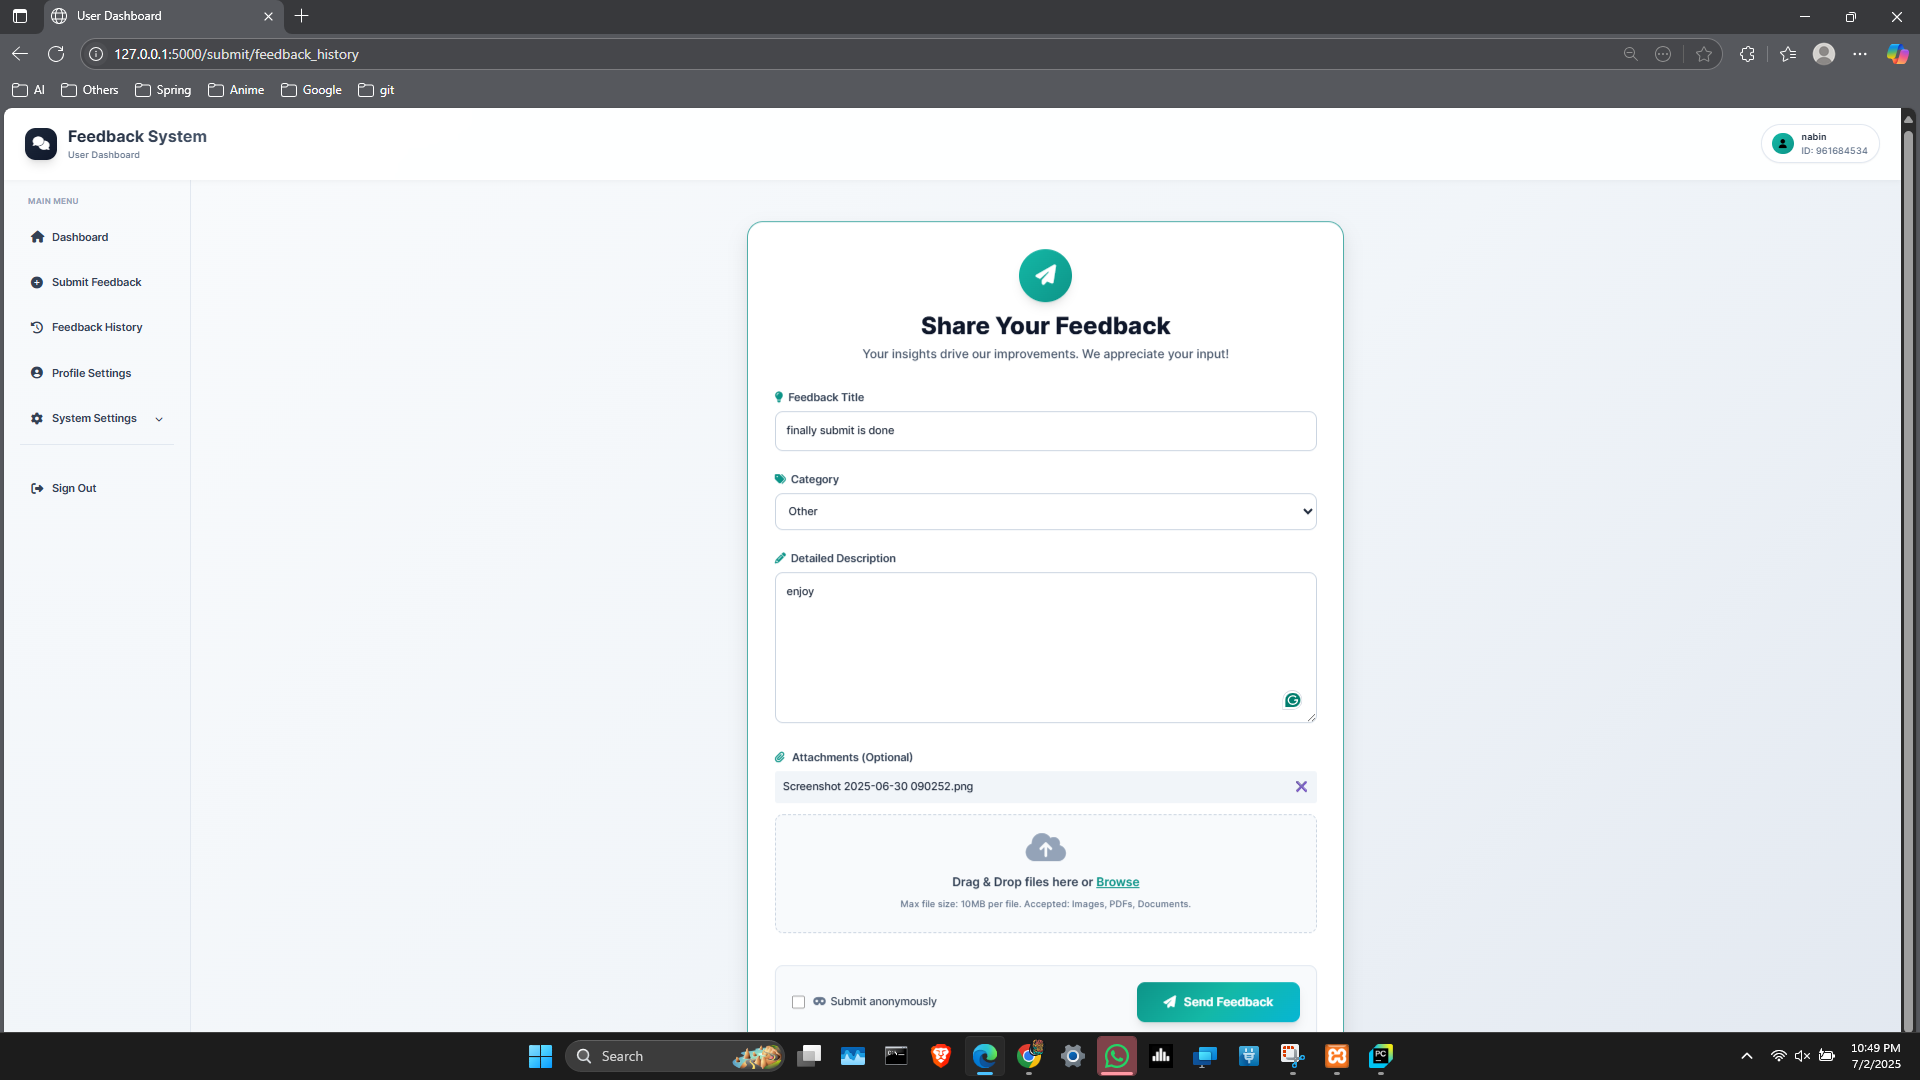 User Dashboard
127.0.0.1:5000/submit/feedback_history
AI
Others
Spring
Anime
Google
git
Feedback System
User Dashboard
nabin
ID: 961684534
MAIN MENU
Dashboard
Submit Feedback
Feedback History
Profile Settings
System Settings
Sign Out
Share Your Feedback
Your insights drive our improvements. We appreciate your input!
Feedback Title
finally submit is done
Category
Other
Detailed Description
enjoy
Attachments (Optional)
Screenshot 2025-06-30 090252.png
Drag & Drop files here or Browse
Max file size: 10MB per file. Accepted: Images, PDFs, Documents.
Submit anonymously
Send Feedback
Search
10:49 PM
7/2/2025